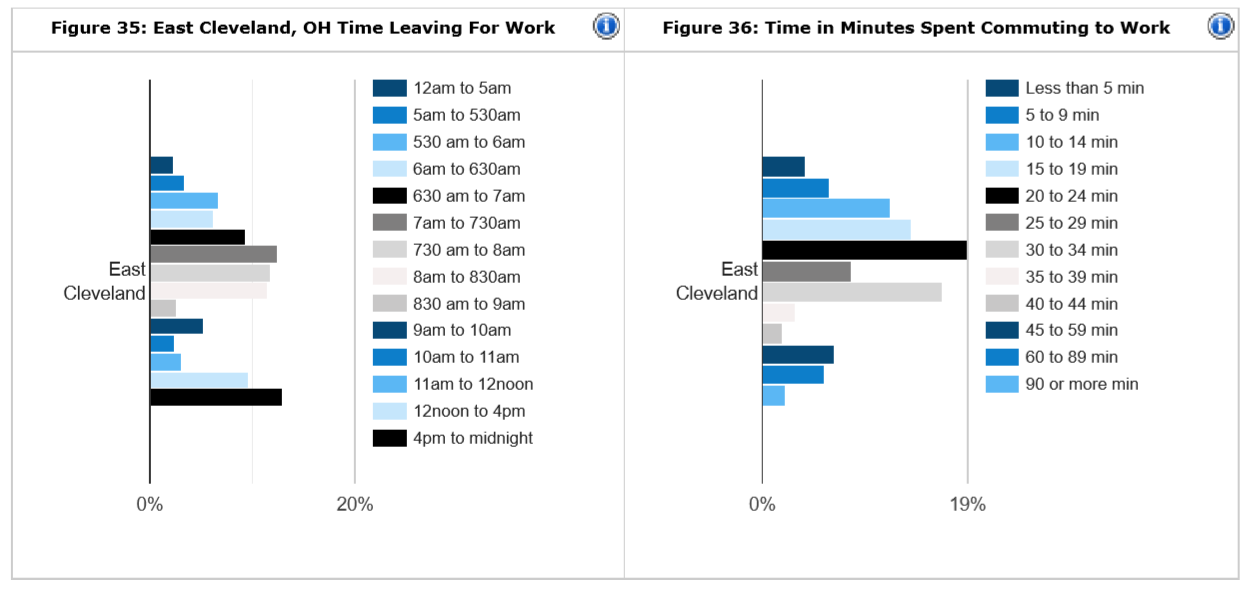 Figure 35: East Cleveland, OH Time Leaving For Work
12am to 5am
5am to 530am
530 am to 6am
6am to 630am
630 am to 7am
7am to 730am
730 am to 8am
8am to 830am
830 am to 9am
9am to 10am
10am to 11am
11am to 12noon
12noon to 4pm
4pm to midnight
East
Cleveland
0% 20%
Figure 36: Time in Minutes Spent Commuting to Work
Less than 5 min
5 to 9 min
10 to 14 min
15 to 19 min
20 to 24 min
25 to 29 min
30 to 34 min
35 to 39 min
40 to 44 min
45 to 59 min
60 to 89 min
90 or more min
East
Cleveland
0% 19%